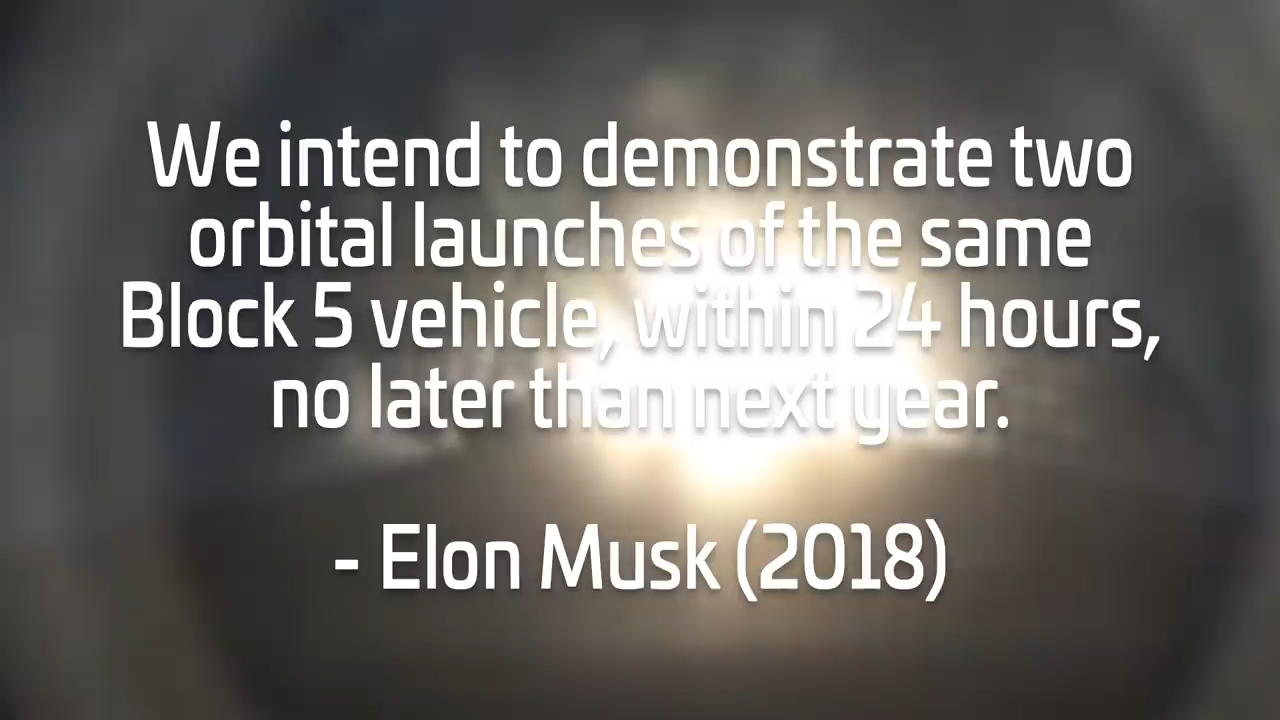 We intend to demonstrate two
orbital launches of the same
Block 5 vehicle, within 24 hours,
no later than next year.
- Elon Musk (2018)